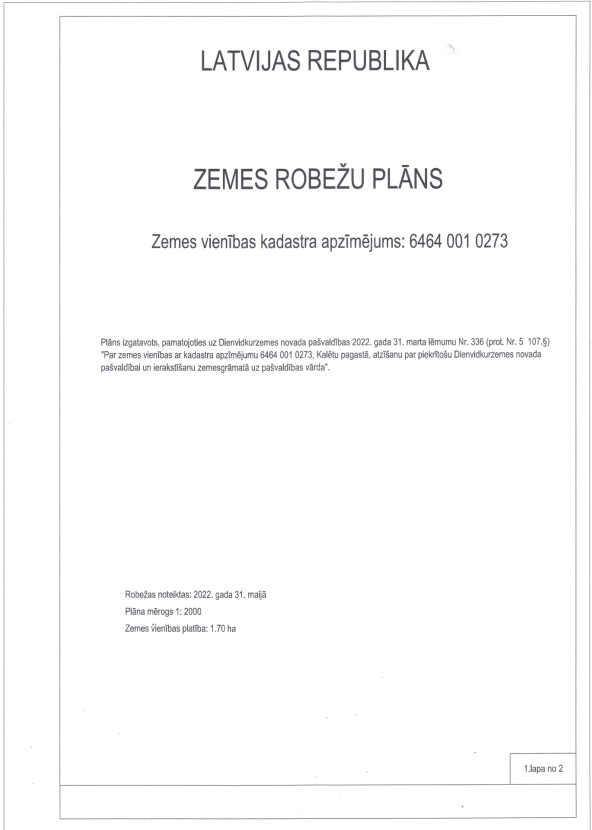 LATVIJAS REPUBLIKA
ZEMES ROBEŽU PLĀNS
Zemes vienības kadastra apzīmējums: 6464 001 0273
Plāns izgatavots, pamatojoties uz Dienvidkurzemes novada pašvaldības 2022. gada 31. marta lēmumu Nr. 336 (prot. Nr. 5 107.§)
"Par zemes vienības ar kadastra apzīmējumu 6464 001 0273, Kalētu pagastā, atzīšanu par piekrītošu Dienvidkurzemes novada
pašvaldībai un ierakstīšanu zemesgrāmatā uz pašvaldības vārda".
Robežas noteiktas: 2022. gada 31. maijā
Plāna mērogs 1: 2000
Zemes vienības platība: 1.70 ha
1.lapa no 2